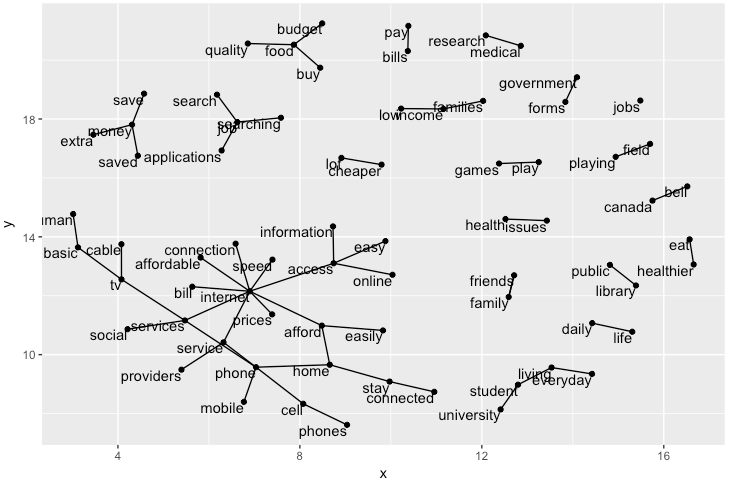 budget
pay
research
quality
food
bills
medical
buy
government
save
search
low
income
families
forms
jobs
money
searching
job
extra
saved
applications
lot
cheaper
games
play
playing
field
bell
canada
basic
cable
connection
information
easy
health
issues
eat
affordable
speed
access
online
friends
public
healthier
tv
bill
internet
family
library
social
services
prices
afford
easily
daily
life
service
providers
phone
home
stay
connected
living
everyday
student
mobile
cell
phones
university
uman
18
14
10
y
4
8
12
16
x